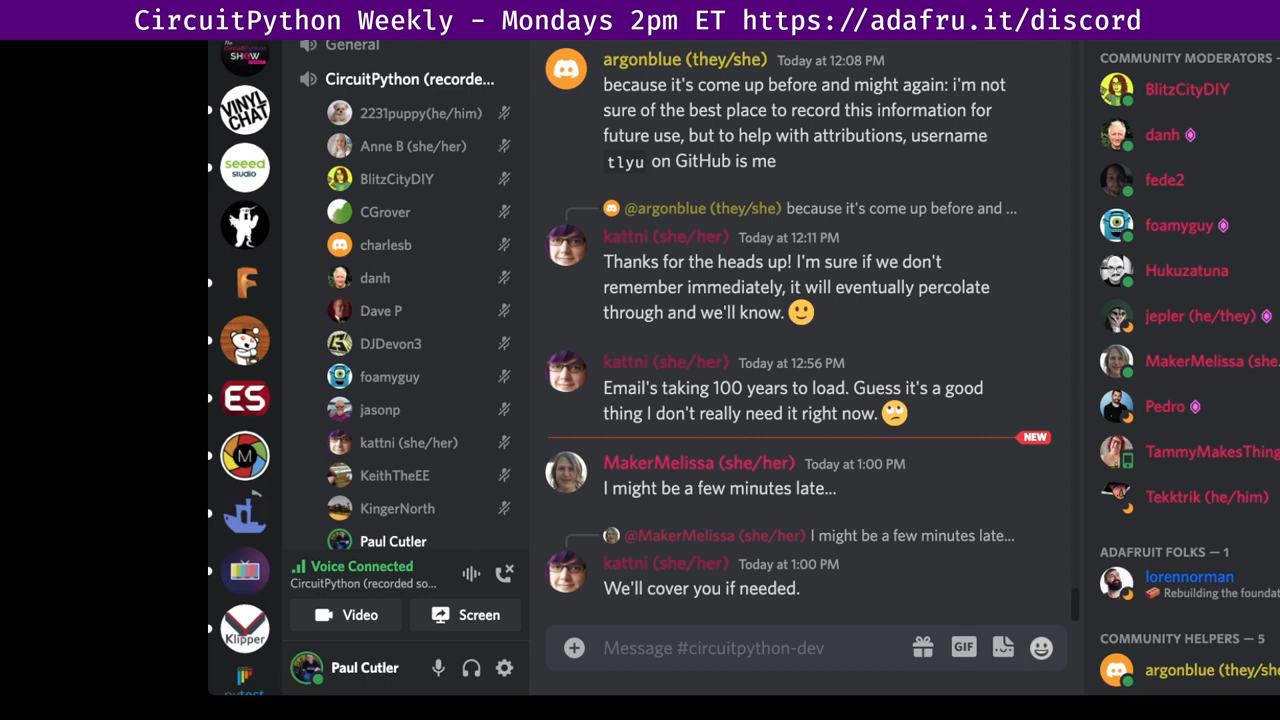 CircuitPython Weekly - Mondays 2pm ET https://adafru.it/discord
SHOW
VINYL
CHAT
seeed
studio
F
ES
M
Klipper
pytest
General
CircuitPython (recorde...
2231puppy(he/him)
Anne B (she/her)
BlitzCityDIY
CGrover
charlesb
danh
Dave P
DJDevon3
foamyguy
jasonp
kattni (she/her)
KeithTheEE
KingerNorth
Paul Cutler
Voice Connected
CircuitPython (recorded so...
Video
Screen
Paul Cutler
argonblue (they/she) Today at 12:08 PM
because it's come up before and might again: i'm not
sure of the best place to record this information for
future use, but to help with attributions, username
tlyu on GitHub is me
@argonblue (they/she) because it's come up before and ...
kattni (she/her) Today at 12:11 PM
Thanks for the heads up! I'm sure if we don't
remember immediately, it will eventually percolate
through and we'll know. 🙂
kattni (she/her) Today at 12:56 PM
Email's taking 100 years to load. Guess it's a good
thing I don't really need it right now. 🙄
NEW
MakerMelissa (she/her) Today at 1:00 PM
I might be a few minutes late...
@MakerMelissa (she/her) I might be a few minutes late...
kattni (she/her) Today at 1:00 PM
We'll cover you if needed.
Message #circuitpython-dev
GIF
COMMUNITY MODERATORS —
BlitzCityDIY
danh
fede2
foamyguy
Hukuzatuna
jepler (he/they)
MakerMelissa (she.
Pedro
TammyMakesThing
Tekktrik (he/him)
ADAFRUIT FOLKS — 1
lorennorman
Rebuilding the founda
COMMUNITY HELPERS — 5
argonblue (they/she